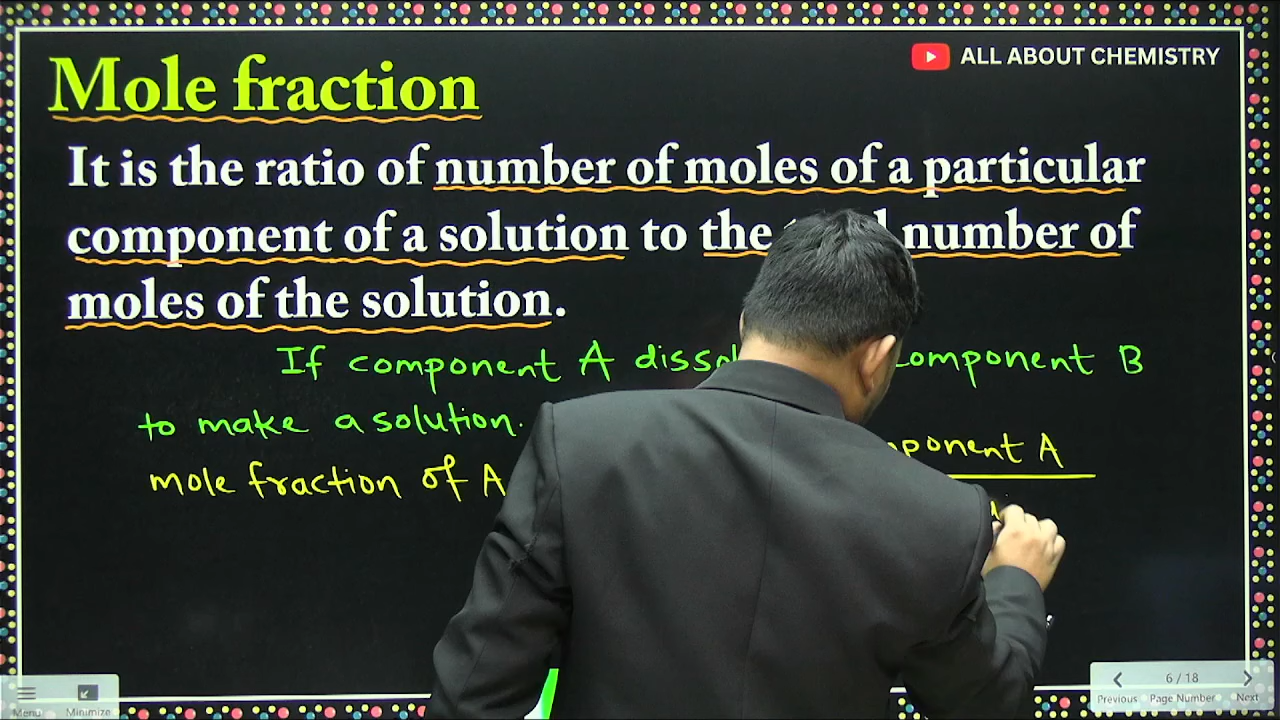 Mole fraction
ALL ABOUT CHEMISTRY
It is the ratio of number of moles of a particular
component of a solution to the number of
moles of the solution.
If component A component B
to make a solution.
mole fraction of A
A
6 / 18
Menu
Minimize
Previous
Page Number
Next